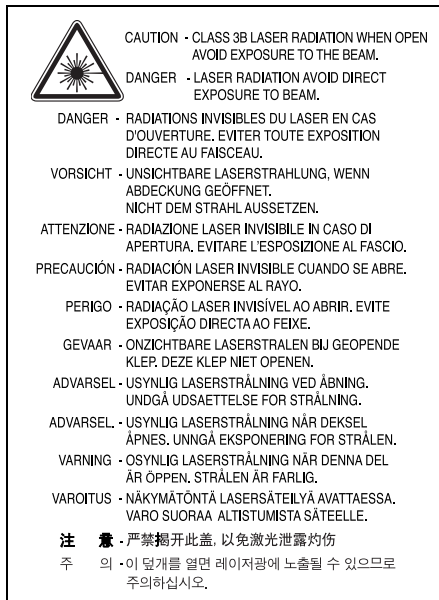 CAUTION - CLASS 3B LASER RADIATION WHEN OPEN
AVOID EXPOSURE TO THE BEAM.
DANGER - LASER RADIATION AVOID DIRECT
EXPOSURE TO BEAM.
DANGER - RADIATIONS INVISIBLES DU LASER EN CAS
D'OUVERTURE. EVITER TOUTE EXPOSITION
DIRECTE AU FAISCEAU.
VORSICHT - UNSICHTBARE LASERSTRAHLUNG, WENN
ABDECKUNG GEÖFFNET.
NICHT DEM STRAHL AUSSETZEN.
ATTENZIONE - RADIAZIONE LASER INVISIBILE IN CASO DI
APERTURA. EVITARE L'ESPOSIZIONE AL FASCIO.
PRECAUCIÓN - RADIACIÓN LASER INVISIBLE CUANDO SE ABRE.
EVITAR EXPONERSE AL RAYO.
PERIGO - RADIAÇÃO LASER INVISÍVEL AO ABRIR. EVITE
EXPOSIÇÃO DIRECTA AO FEIXE.
GEVAAR - ONZICHTBARE LASERSTRALEN BIJ GEOPENDE
KLEP. DEZE KLEP NIET OPENEN.
ADVARSEL - USYNLIG LASERSTRÅLNING VED ÅBNING.
UNDGÅ UDSAETTELSE FOR STRÅLNING.
ADVARSEL. - USYNLIG LASERSTRÅLNING NÅR DEKSEL
ÅPNES. UNNGÅ EKSPONERING FOR STRÅLEN.
VARNING - OSYNLIG LASERSTRÅLNING NÄR DENNA DEL
ÄR ÖPPEN. STRÅLEN ÄR FARLIG.
VAROITUS - NÄKYMÄTÖNTÄ LASERSÄTEILYÄ AVATTAESSA.
VARO SUORAA ALTISTUMISTA SÄTEELLE.
注 意 - 严禁揭开此盖, 以免激光泄露灼伤
주 의 - 이 덮개를 열면 레이저광에 노출될 수 있으므로
주의하십시오.